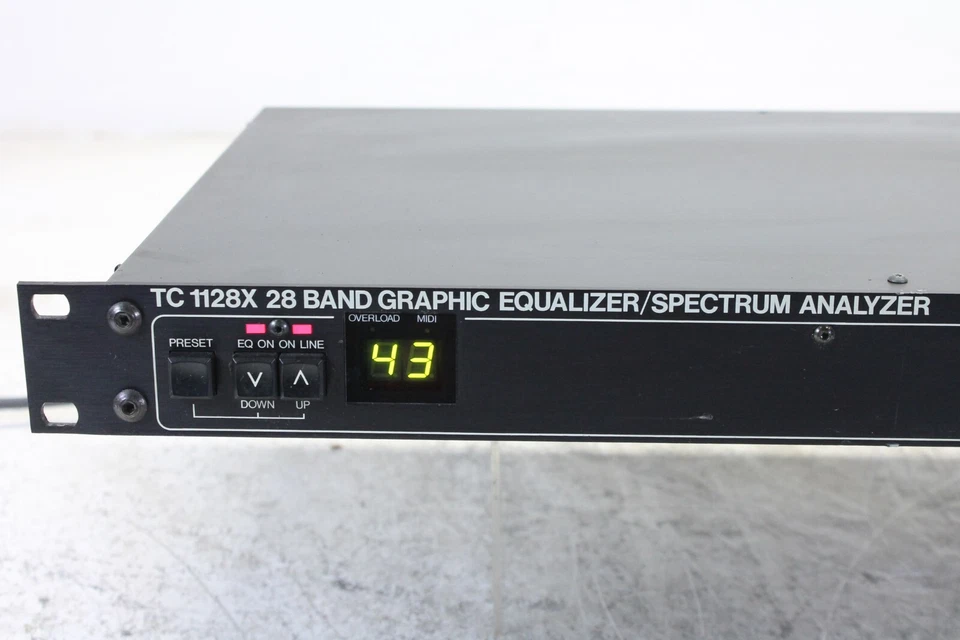 TC 1128X 28 BAND GRAPHIC EQUALIZER/SPECTRUM ANALYZER
OVERLOAD MIDI
PRESET EQ ON ON LINE
43
DOWN UP